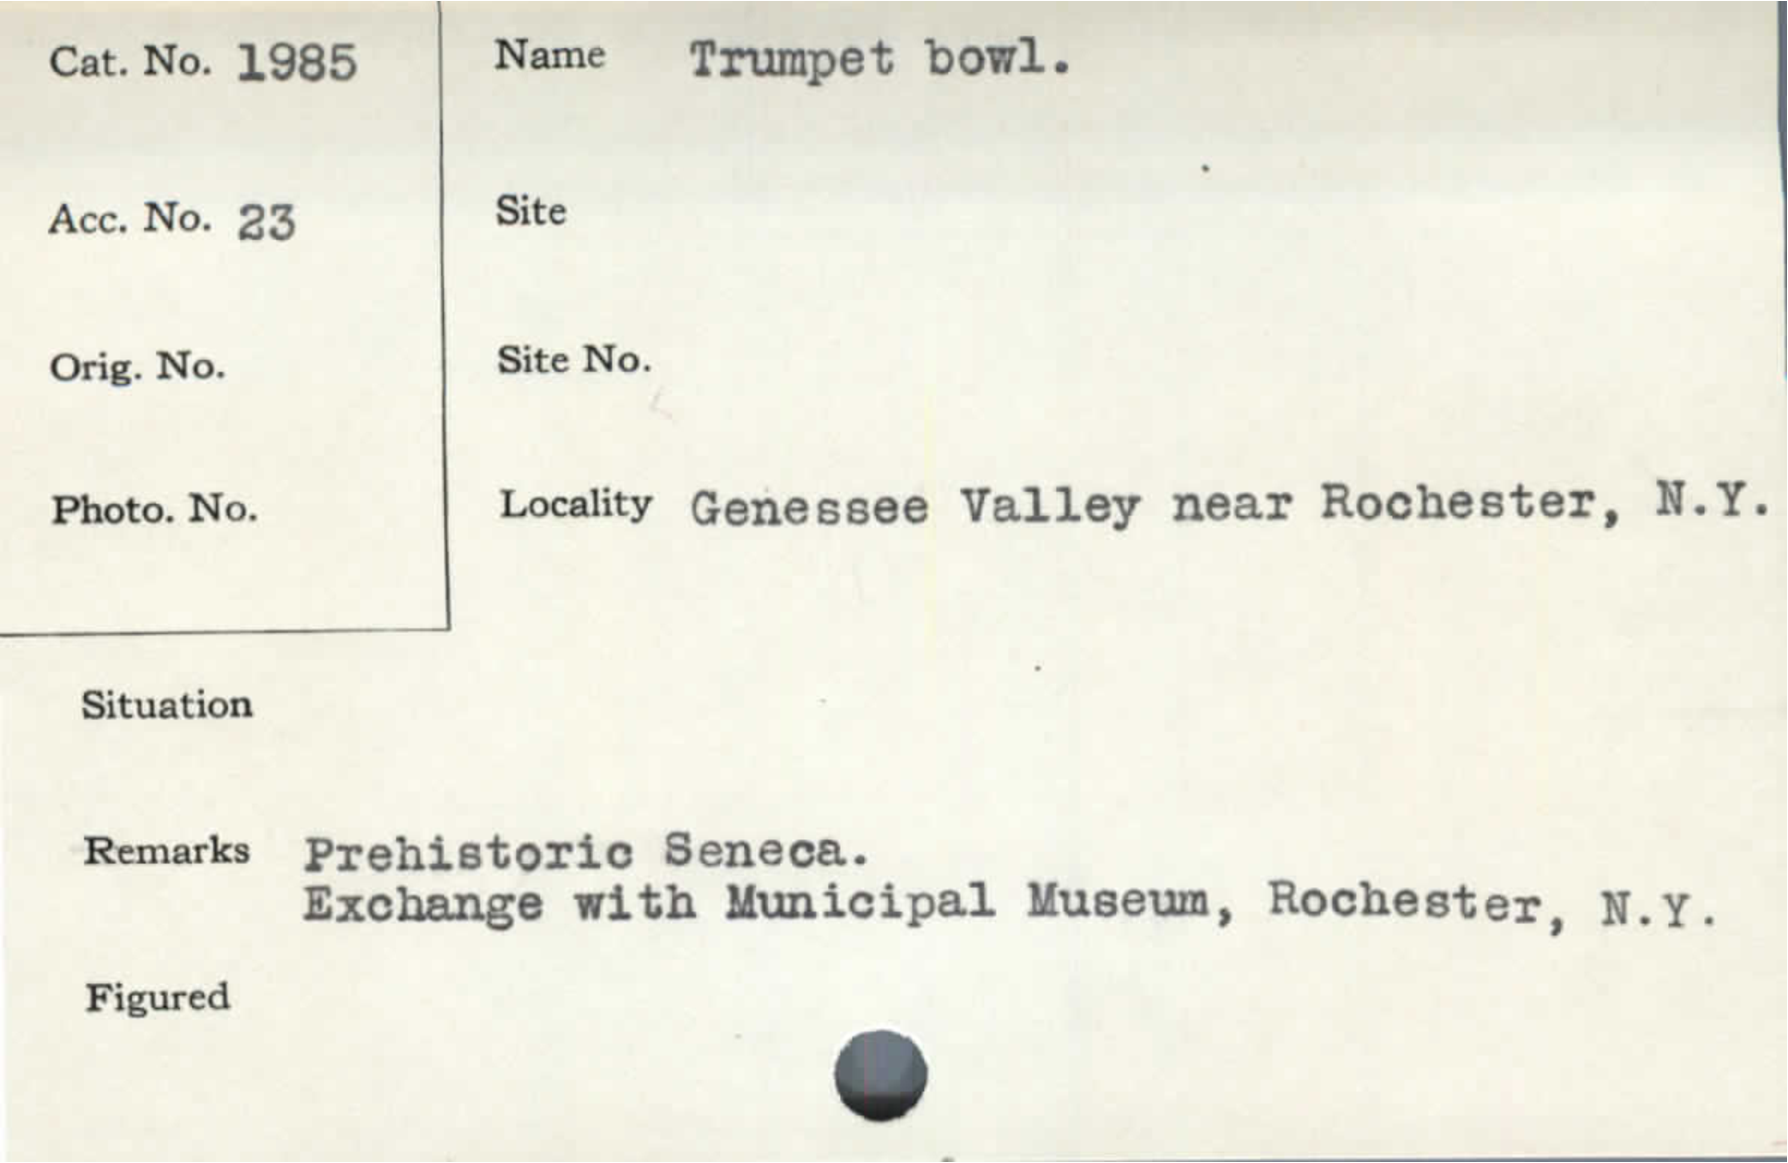 Cat. No. 1985
Name Trumpet bowl.
Acc. No. 23
Site
Orig. No.
Site No.
Photo. No.
Locality Genessee Valley near Rochester, N.Y.
Situation
Remarks Prehistoric Seneca.
Exchange with Municipal Museum, Rochester, N.Y.
Figured